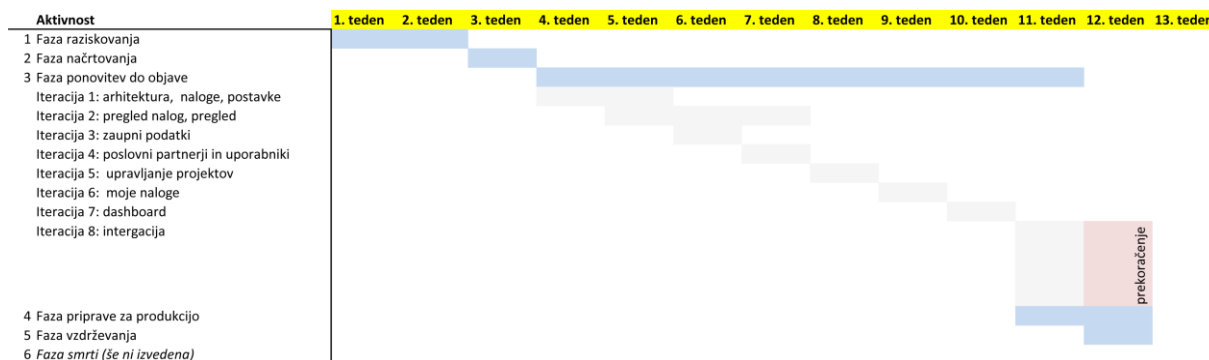 Aktivnost 1. teden 2. teden 3. teden 4. teden 5. teden 6. teden 7. teden 8. teden 9. teden 10. teden 11. teden 12. teden 13. teden
1 Faza raziskovanja
2 Faza načrtovanja
3 Faza ponovitev do objave
Iteracija 1: arhitektura, naloge, postavke
Iteracija 2: pregled nalog, pregled
Iteracija 3: zaupni podatki
Iteracija 4: poslovni partnerji in uporabniki
Iteracija 5: upravljanje projektov
Iteracija 6: moje naloge
Iteracija 7: dashboard
Iteracija 8: intergacija
prekoračenje
4 Faza priprave za produkcijo
5 Faza vzdrževanja
6 Faza smrti (še ni izvedena)